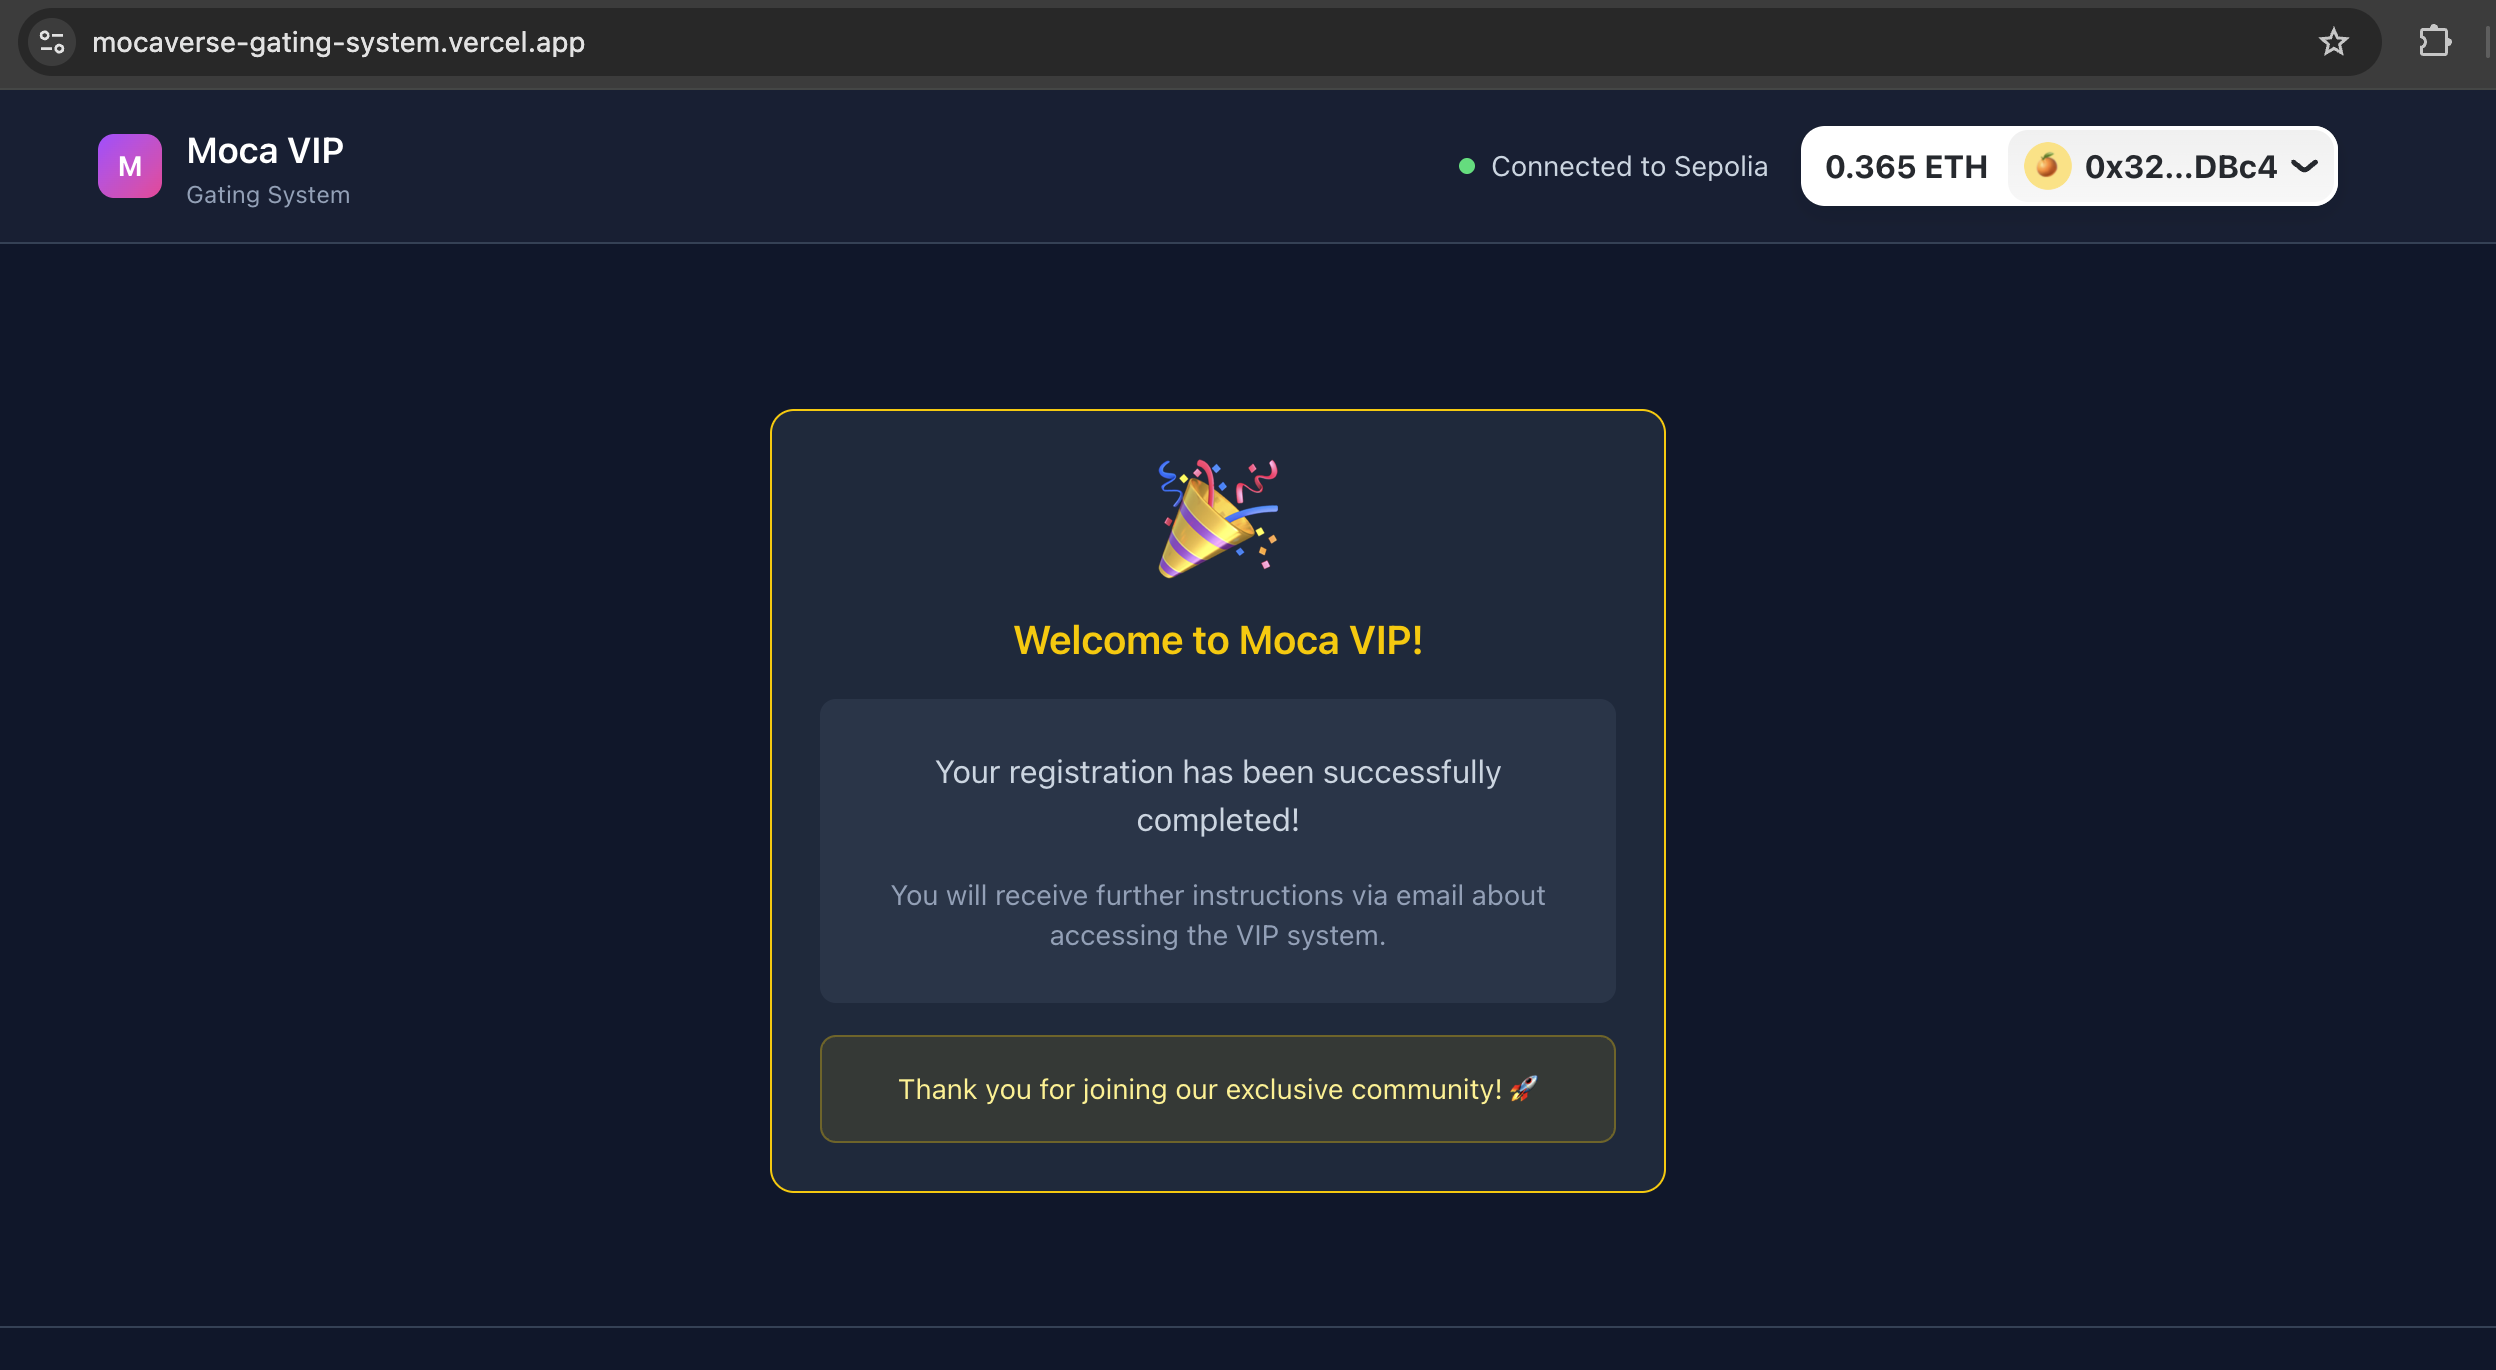 mocaverse-gating-system.vercel.app
M
Moca VIP
Gating System
Connected to Sepolia
0.365 ETH
0x32...DBc4
Welcome to Moca VIP!
Your registration has been successfully
completed!
You will receive further instructions via email about
accessing the VIP system.
Thank you for joining our exclusive community! 🚀